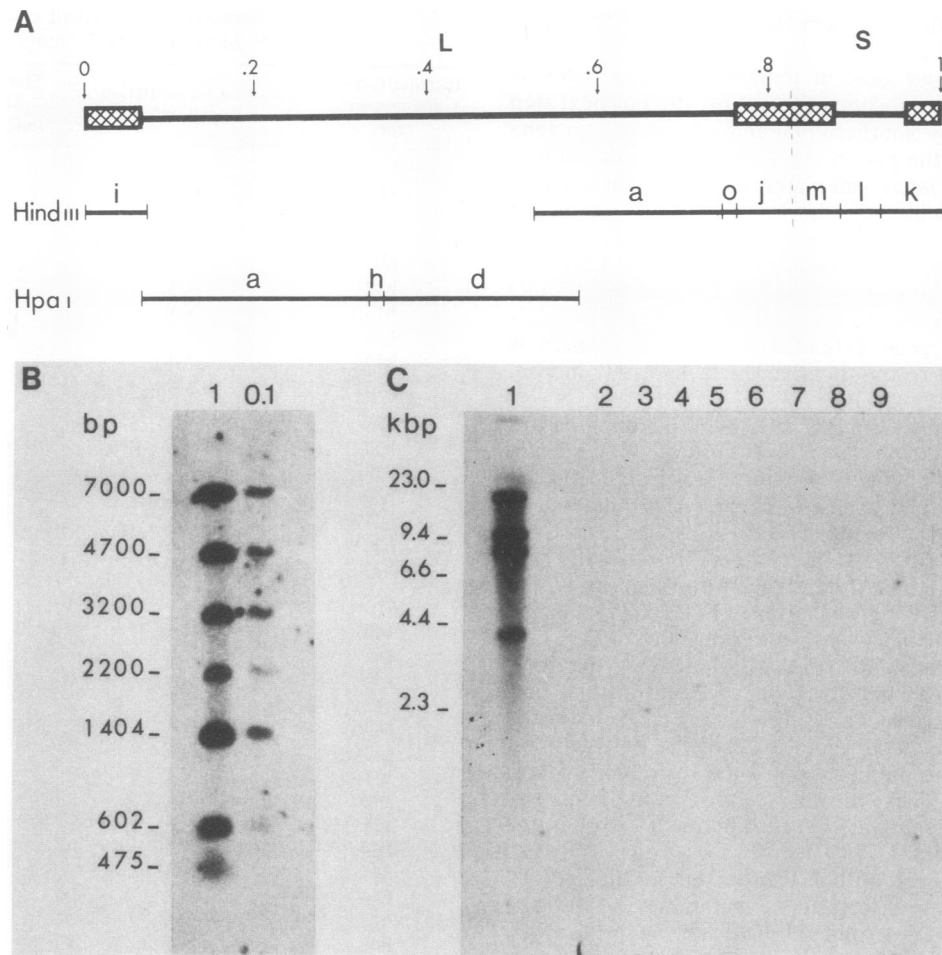 A
L S
0 .2 .4 .6 .8 1
Hind III i a o j m l k
Hpa I a h d
B
1 0.1
bp
7000
4700
3200
2200
1404
602
475
C
1 2 3 4 5 6 7 8 9
kbp
23.0
9.4
6.6
4.4
2.3